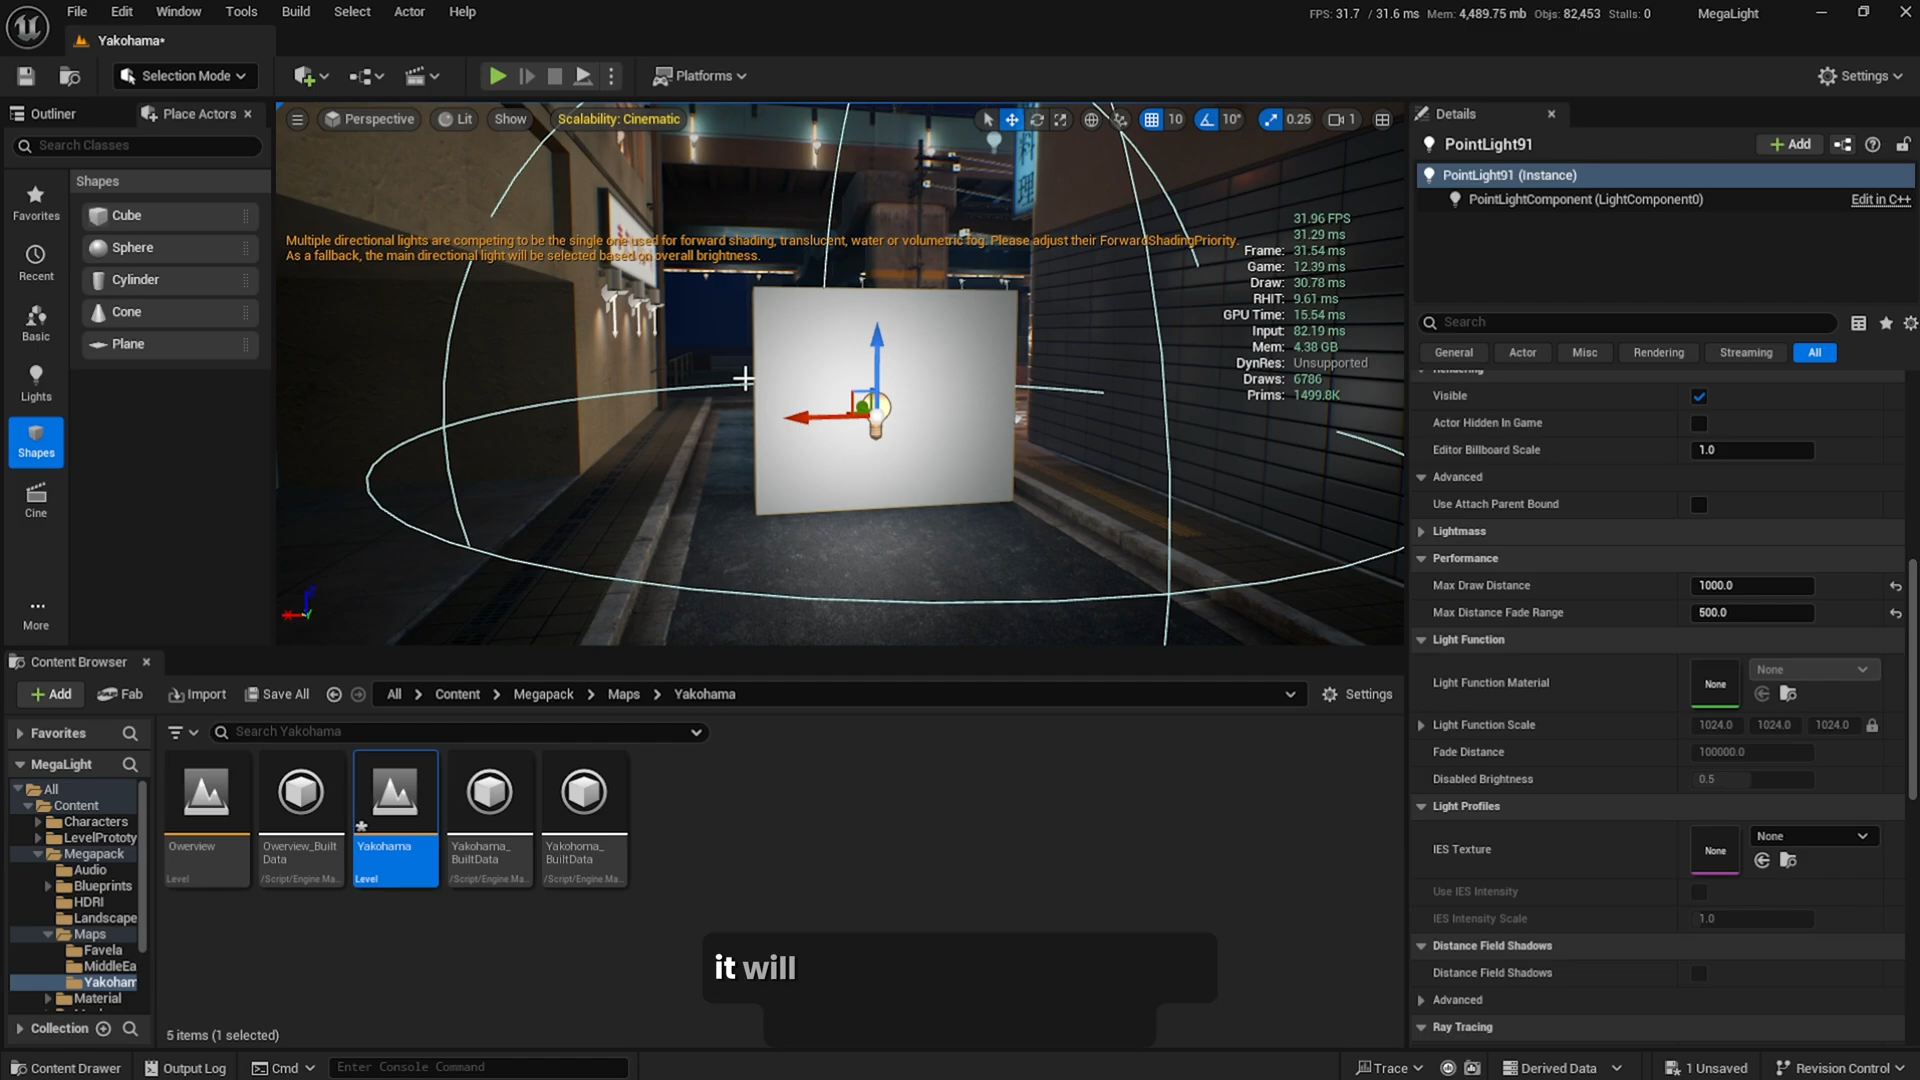 File Edit Window Tools Build Select Actor Help
FPS: 31.7 / 31.6 ms Mem: 4,489.75 mb Objs: 82,453 Stalls: 0
MegaLight
Yakohama•
Selection Mode
Platforms
Settings
Outliner
Place Actors
Search Classes
Favorites
Recent
Basic
Lights
Shapes
Cine
More
Shapes
Cube
Sphere
Cylinder
Cone
Plane
Perspective
Lit
Show
Scalability: Cinematic
10
10°
0.25
1
料理
Multiple directional lights are competing to be the single one used for forward shading, translucent, water or volumetric fog. Please adjust their ForwardShadingPriority.
As a fallback, the main directional light will be selected based on overall brightness.
31.96 FPS
31.29 ms
Frame: 31.54 ms
Game: 12.39 ms
Draw: 30.78 ms
RHIT: 9.61 ms
GPU Time: 15.54 ms
Input: 82.19 ms
Mem: 4.38 GB
DynRes: Unsupported
Draws: 6786
Prims: 1499.8K
Details
PointLight91
Add
PointLight91 (Instance)
PointLightComponent (LightComponent0)
Edit in C++
Search
General Actor Misc Rendering Streaming All
Rendering
Visible
Actor Hidden In Game
Editor Billboard Scale 1.0
Advanced
Use Attach Parent Bound
Lightmass
Performance
Max Draw Distance 1000.0
Max Distance Fade Range 500.0
Light Function
Light Function Material None None
Light Function Scale 1024.0 1024.0 1024.0
Fade Distance 100000.0
Disabled Brightness 0.5
Light Profiles
IES Texture None None
Use IES Intensity
IES Intensity Scale 1.0
Distance Field Shadows
Distance Field Shadows
Advanced
Ray Tracing
Content Browser
Add Fab Import Save All All Content Megapack Maps Yakohama Settings
Favorites
MegaLight
All
Content
Characters
LevelPrototy
Megapack
Audio
Blueprints
HDRI
Landscape
Maps
Favela
MiddleEa
Yakoham
Material
Collection
Search Yakohama
Owerview
Level
Owerview_Built
Data
/Script/Engine.Ma...
Yakohama
Level
Yakohama_
BuiltData
/Script/Engine.Ma...
Yakohoma_
BuiltData
/Script/Engine.Ma...
5 items (1 selected)
it will
Content Drawer Output Log Cmd Enter Console Command
Trace Derived Data 1 Unsaved Revision Control